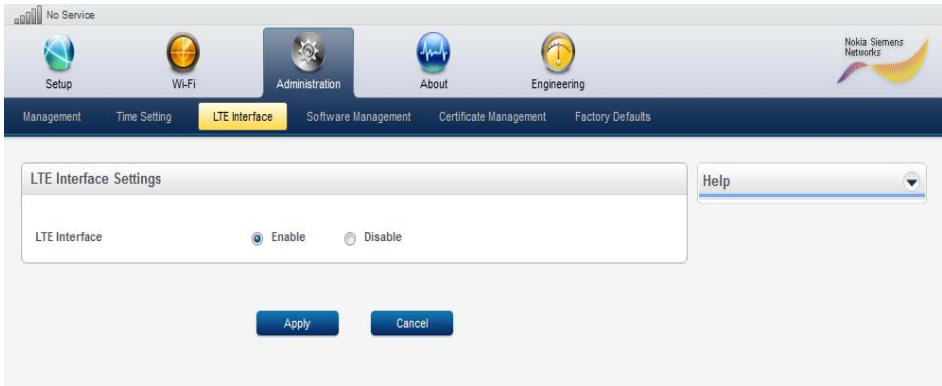 No Service
Setup
Wi-Fi
Administration
About
Engineering
Nokia Siemens
Networks
Management Time Setting LTE Interface Software Management Certificate Management Factory Defaults
LTE Interface Settings
Help
LTE Interface Enable Disable
Apply Cancel